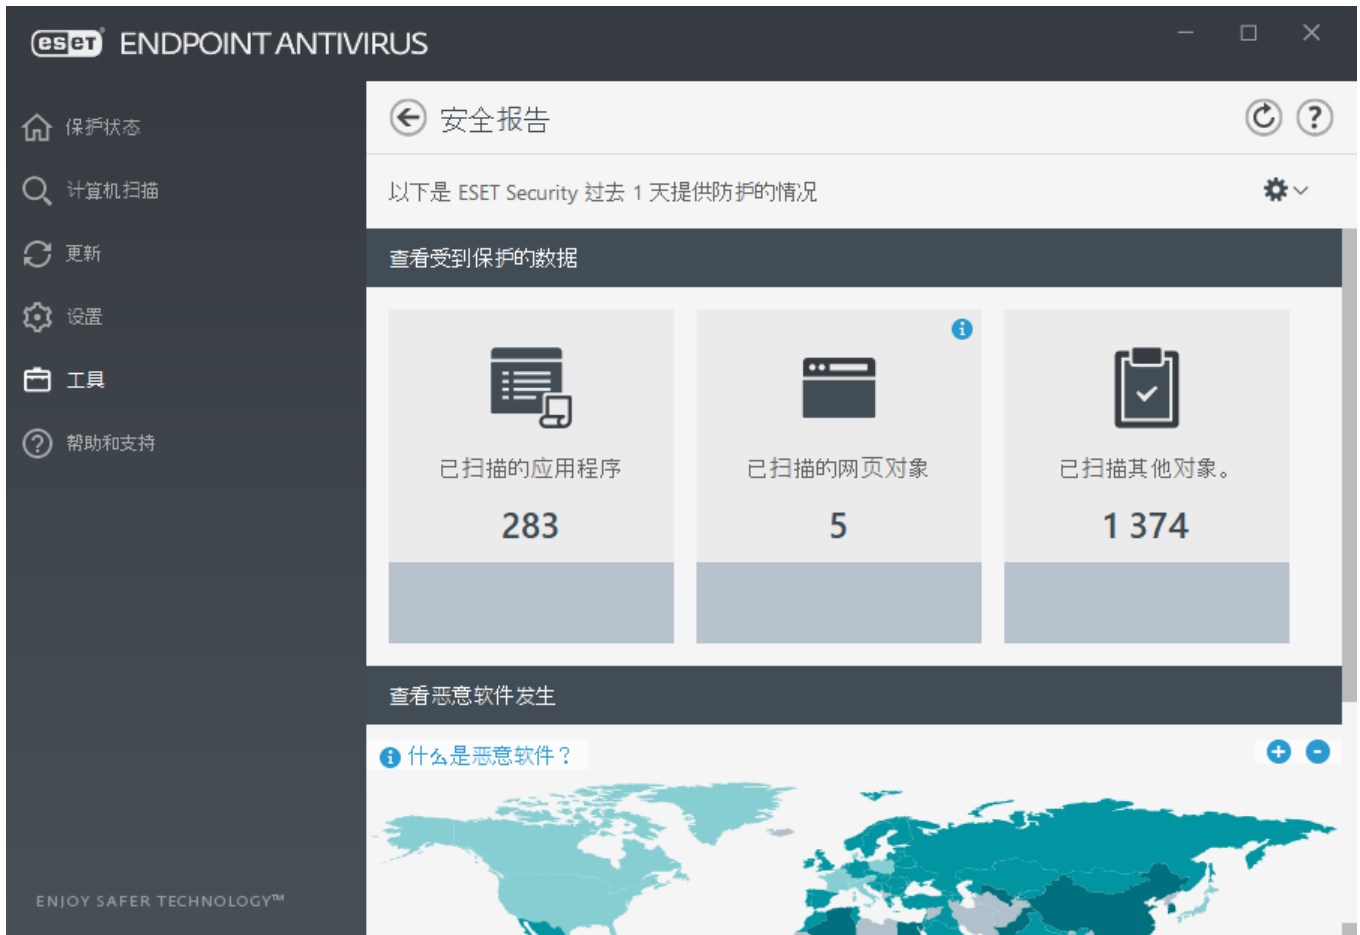 eset ENDPOINT ANTIVIRUS
保护状态
计算机扫描
更新
设置
工具
帮助和支持
ENJOY SAFER TECHNOLOGY™
安全报告
?
以下是 ESET Security 过去 1 天提供防护的情况
查看受到保护的数据
已扫描的应用程序
283
已扫描的网页对象
5
已扫描其他对象。
1 374
查看恶意软件发生
什么是恶意软件？